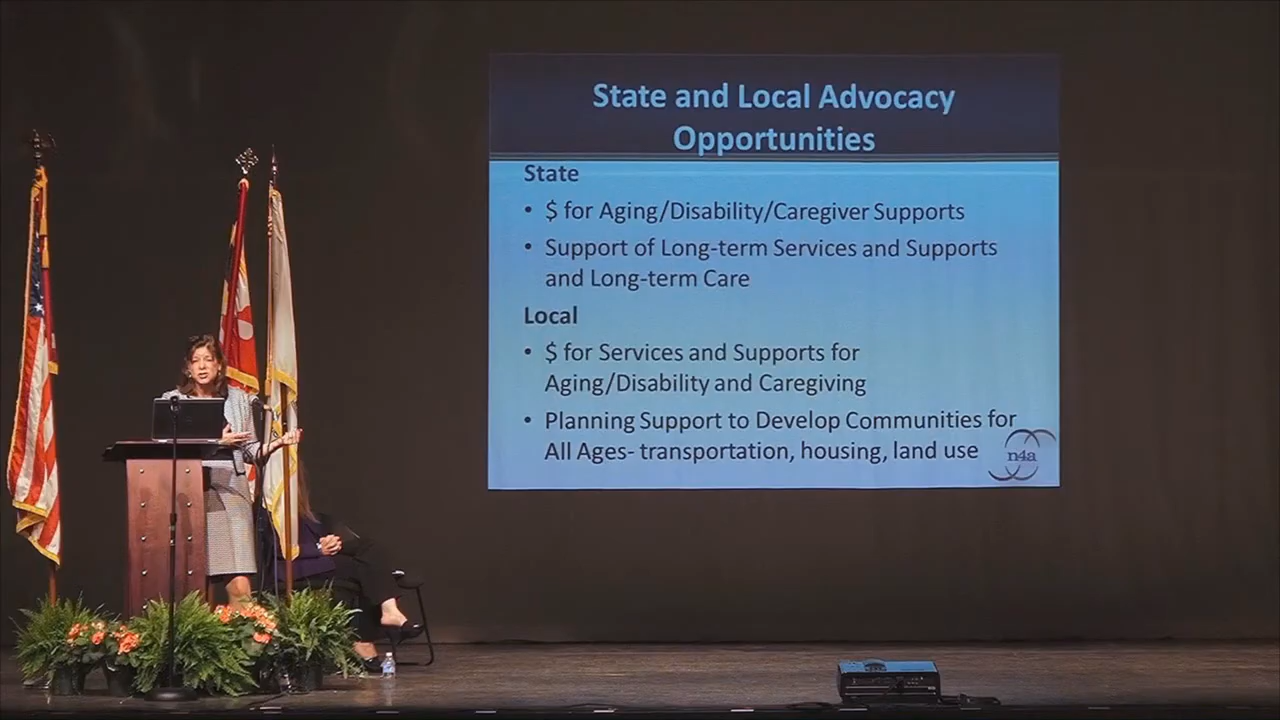 State and Local Advocacy
Opportunities
State
• $ for Aging/Disability/Caregiver Supports
• Support of Long-term Services and Supports
and Long-term Care
Local
• $ for Services and Supports for
Aging/Disability and Caregiving
• Planning Support to Develop Communities for
All Ages- transportation, housing, land use
n4a